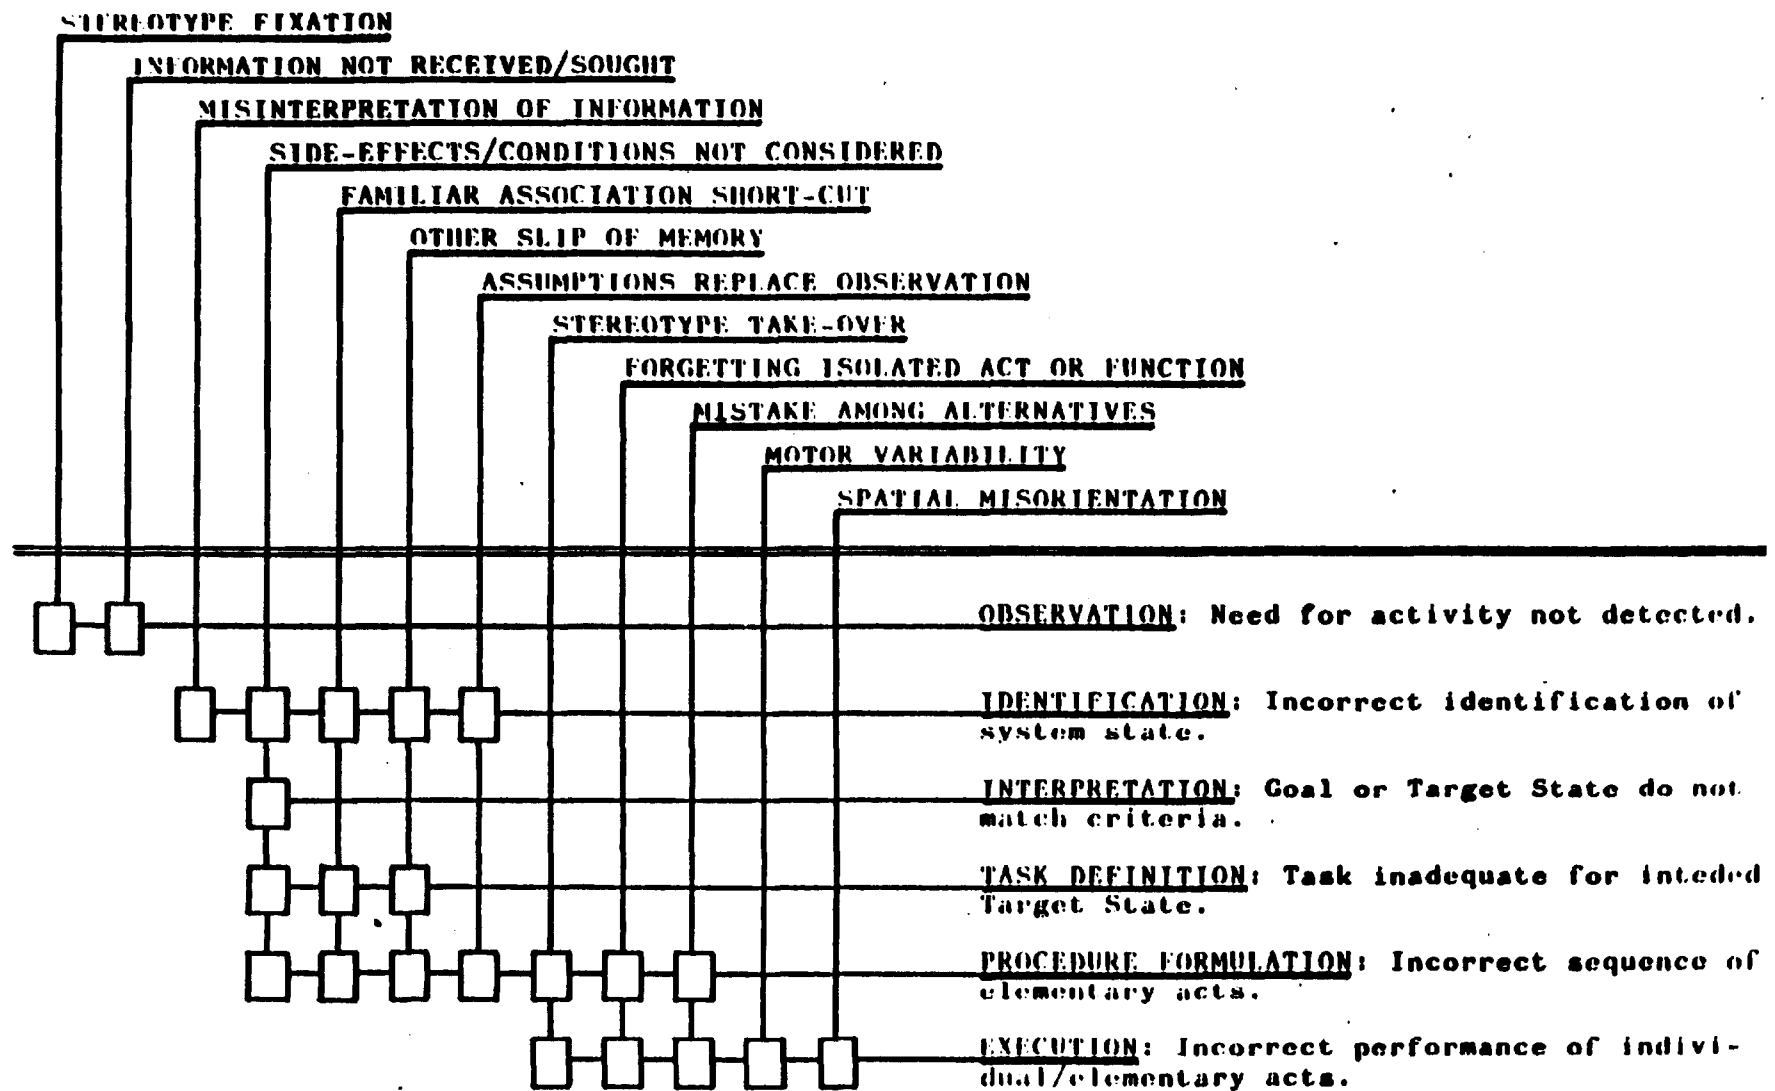 STEREOTYPE FIXATION
INFORMATION NOT RECEIVED/SOUGHT
MISINTERPRETATION OF INFORMATION
SIDE-EFFECTS/CONDITIONS NOT CONSIDERED
FAMILIAR ASSOCIATION SHORT-CUT
OTHER SLIP OF MEMORY
ASSUMPTIONS REPLACE OBSERVATION
STEREOTYPE TAKE-OVER
FORGETTING ISOLATED ACT OR FUNCTION
MISTAKE AMONG ALTERNATIVES
MOTOR VARIABILITY
SPATIAL MISORIENTATION
OBSERVATION: Need for activity not detected.
IDENTIFICATION: Incorrect identification of
system state.
INTERPRETATION: Goal or Target State do not
match criteria.
TASK DEFINITION: Task inadequate for inteded
Target State.
PROCEDURE FORMULATION: Incorrect sequence of
elementary acts.
EXECUTION: Incorrect performance of indivi-
dual/elementary acts.